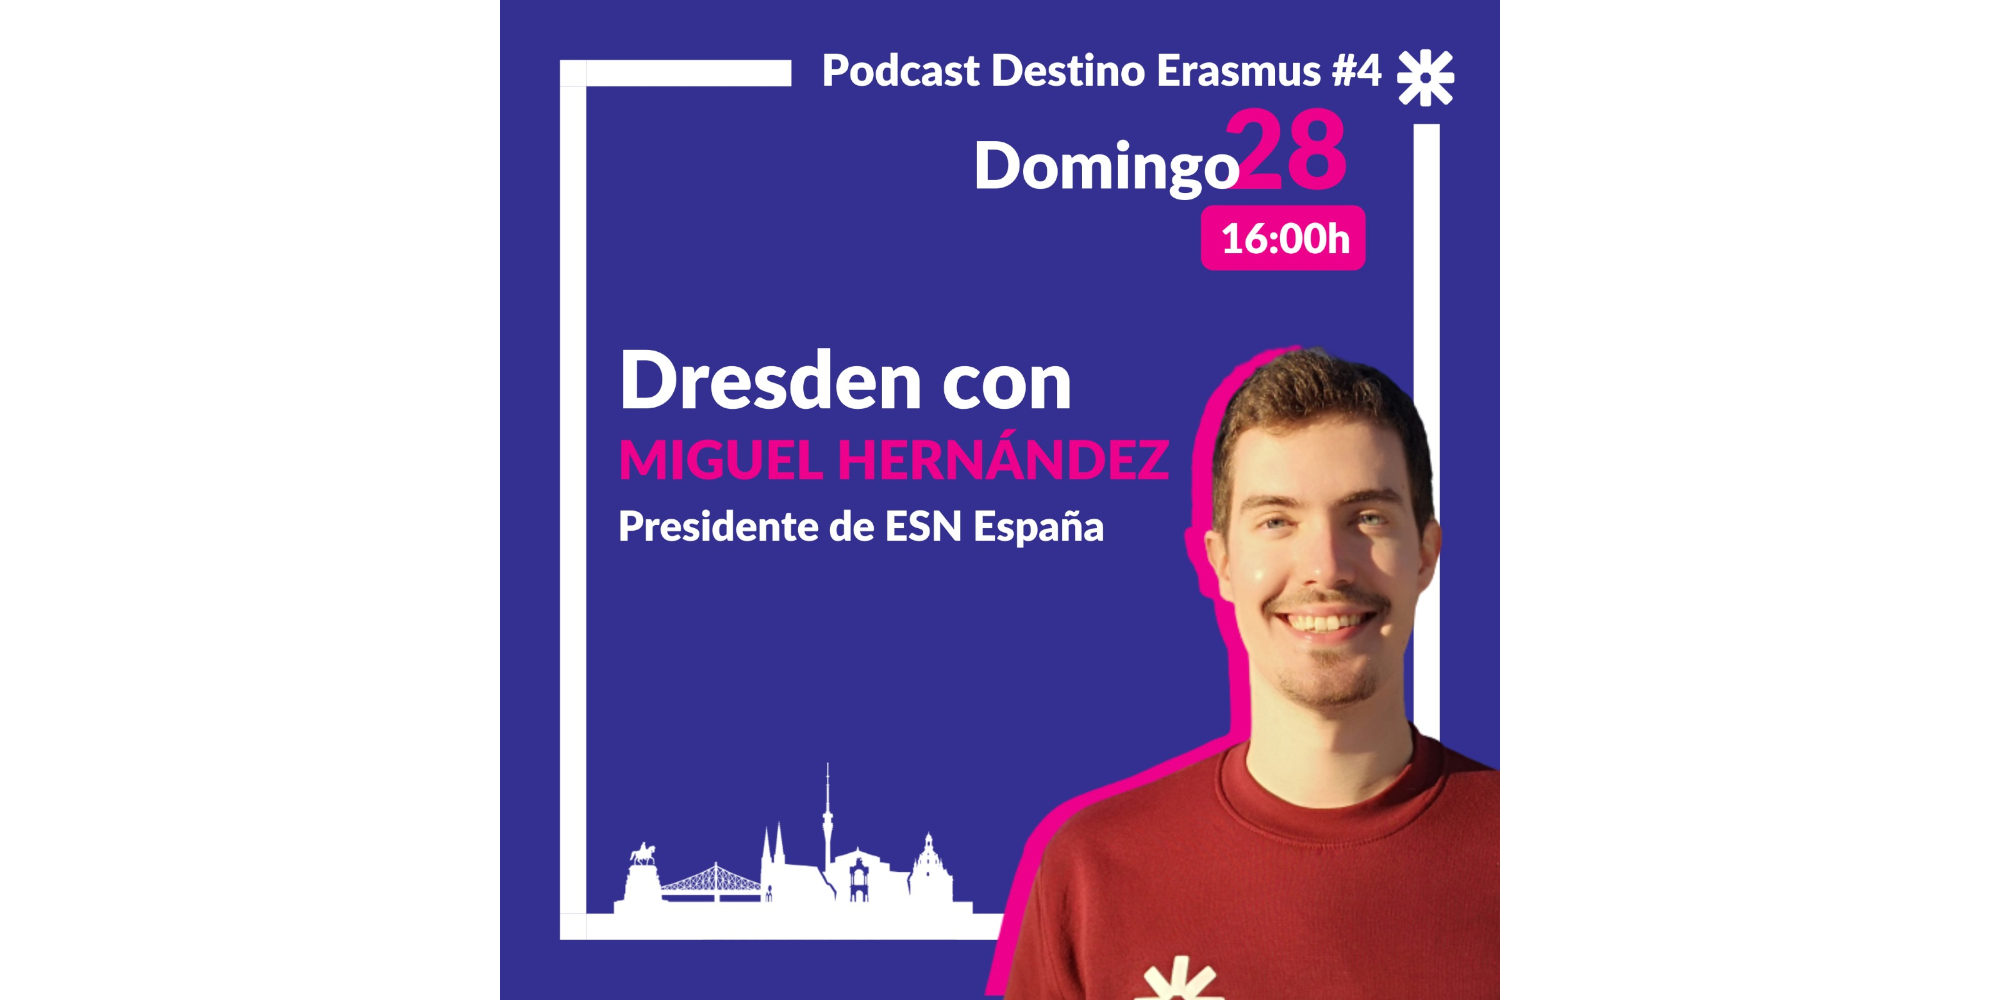 Podcast Destino Erasmus #4
Domingo 28
16:00h
Dresden con
MIGUEL HERNÁNDEZ
Presidente de ESN España